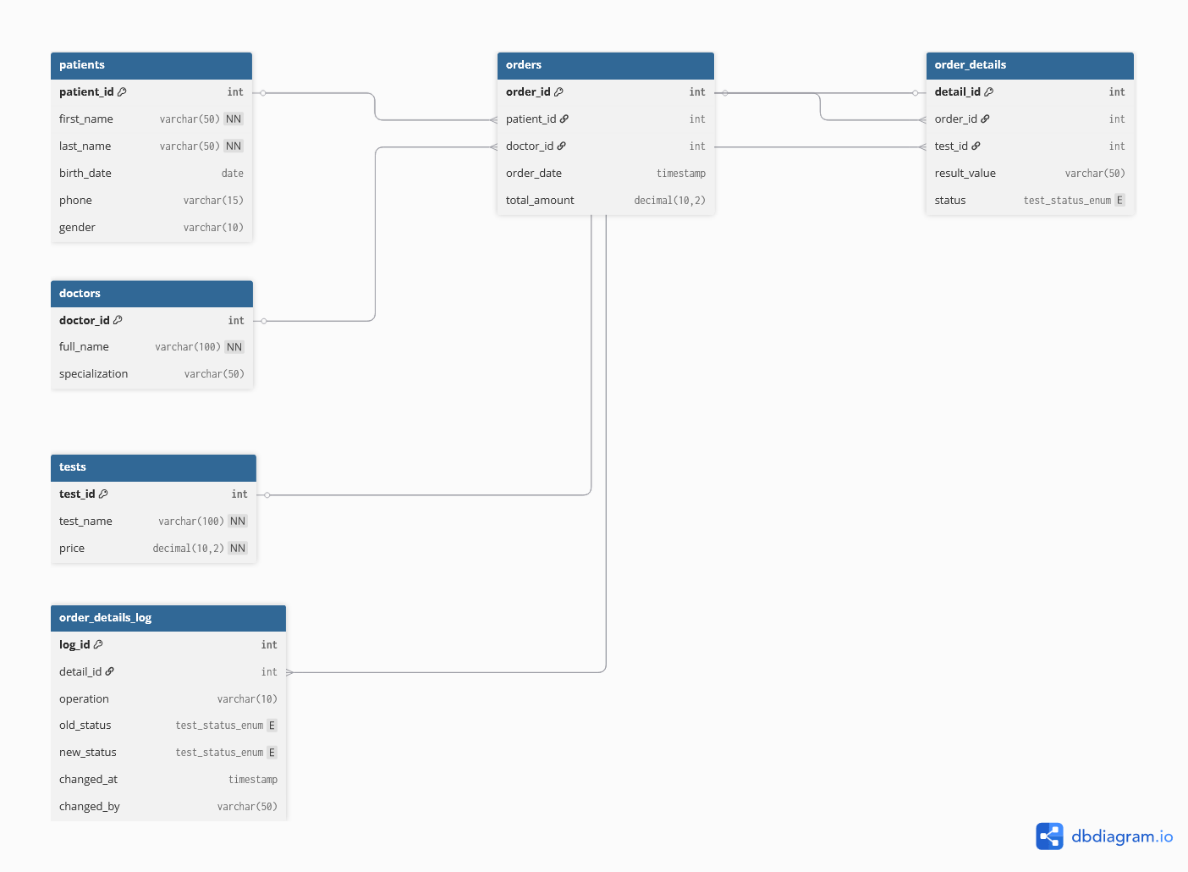 patients
patient_id int
first_name varchar(50) NN
last_name varchar(50) NN
birth_date date
phone varchar(15)
gender varchar(10)
orders
order_id int
patient_id int
doctor_id int
order_date timestamp
total_amount decimal(10,2)
order_details
detail_id int
order_id int
test_id int
result_value varchar(50)
status test_status_enum E
doctors
doctor_id int
full_name varchar(100) NN
specialization varchar(50)
tests
test_id int
test_name varchar(100) NN
price decimal(10,2) NN
order_details_log
log_id int
detail_id int
operation varchar(10)
old_status test_status_enum E
new_status test_status_enum E
changed_at timestamp
changed_by varchar(50)
dbdiagram.io